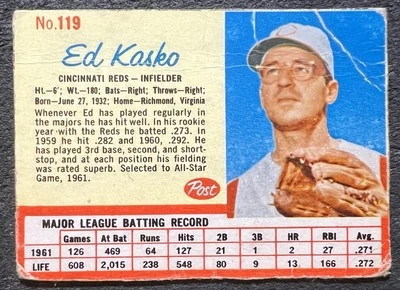 No.119
Ed Kasko
CINCINNATI REDS – INFIELDER
Ht.–6'; Wt.–180; Bats–Right; Throws–Right;
Born–June 27, 1932; Home–Richmond, Virginia
Whenever Ed has played regularly in
the majors he has hit well. In his rookie
year with the Reds he batted .273. In
1959 he hit .282 and 1960, .292. He has
played 3rd base, second, and short-
stop, and at each position his fielding
was rated superb. Selected to All-Star
Game, 1961.
Post
MAJOR LEAGUE BATTING RECORD
Games At Bat Runs Hits 2B 3B HR RBI Avg.
1961 126 469 64 127 21 1 2 27 .271
LIFE 608 2,015 238 548 80 9 13 166 .272